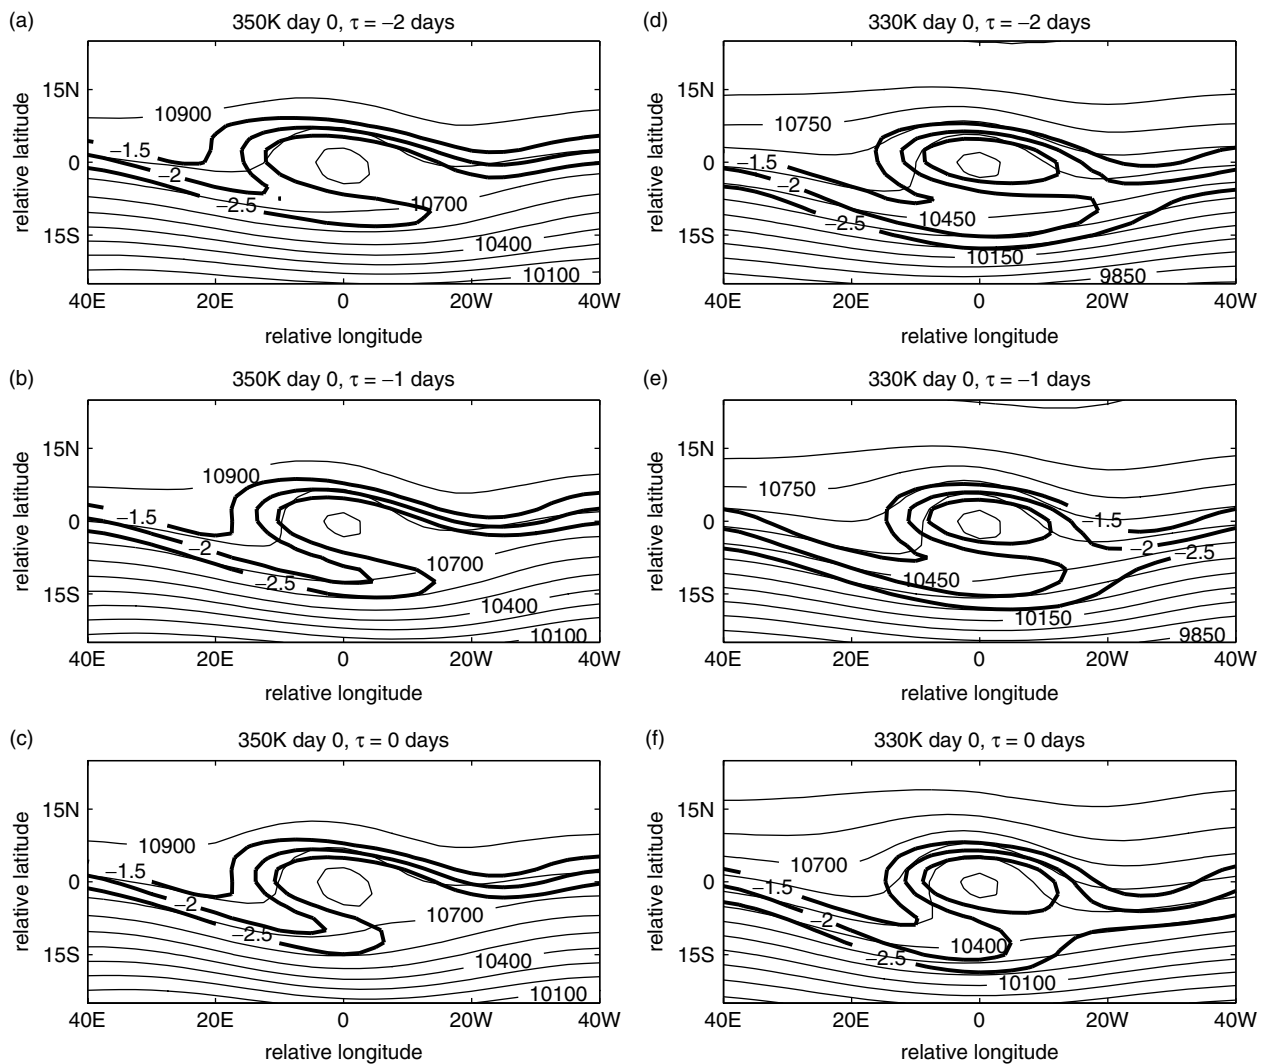 (a)
350K day 0, τ = −2 days
relative latitude
15N
0
15S
10900
−1.5
−2
−2.5
10700
10400
10100
40E 20E 0 20W 40W
relative longitude
(d)
330K day 0, τ = −2 days
relative latitude
15N
0
15S
10750
−1.5
−2
−2.5
10450
10150
9850
40E 20E 0 20W 40W
relative longitude
(b)
350K day 0, τ = −1 days
relative latitude
15N
0
15S
10900
−1.5
−2
−2.5
10700
10400
10100
40E 20E 0 20W 40W
relative longitude
(e)
330K day 0, τ = −1 days
relative latitude
15N
0
15S
10750
−1.5
−2
−2.5
10450
10150
9850
40E 20E 0 20W 40W
relative longitude
(c)
350K day 0, τ = 0 days
relative latitude
15N
0
15S
10900
−1.5
−2
−2.5
10700
10400
10100
40E 20E 0 20W 40W
relative longitude
(f)
330K day 0, τ = 0 days
relative latitude
15N
0
15S
10700
−1.5
−2
−2.5
10400
10100
40E 20E 0 20W 40W
relative longitude